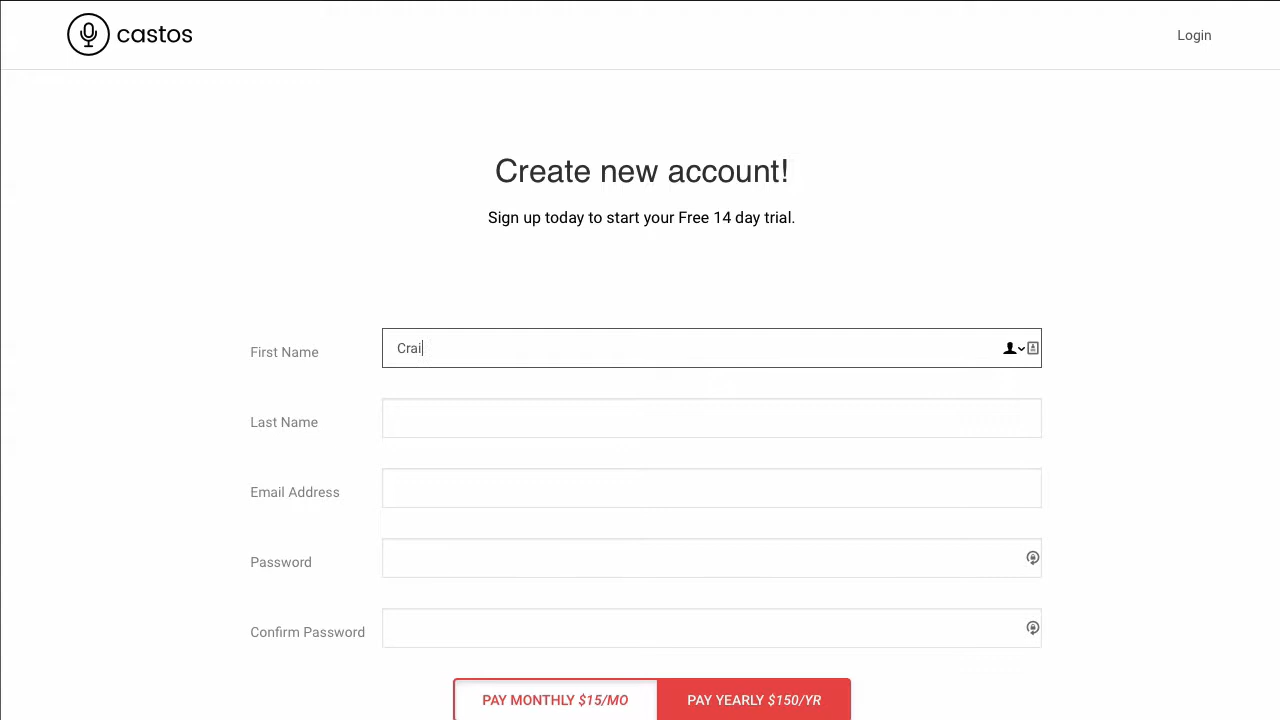 castos
Login
Create new account!
Sign up today to start your Free 14 day trial.
First Name
Crai
Last Name
Email Address
Password
Confirm Password
PAY MONTHLY $15/MO
PAY YEARLY $150/YR